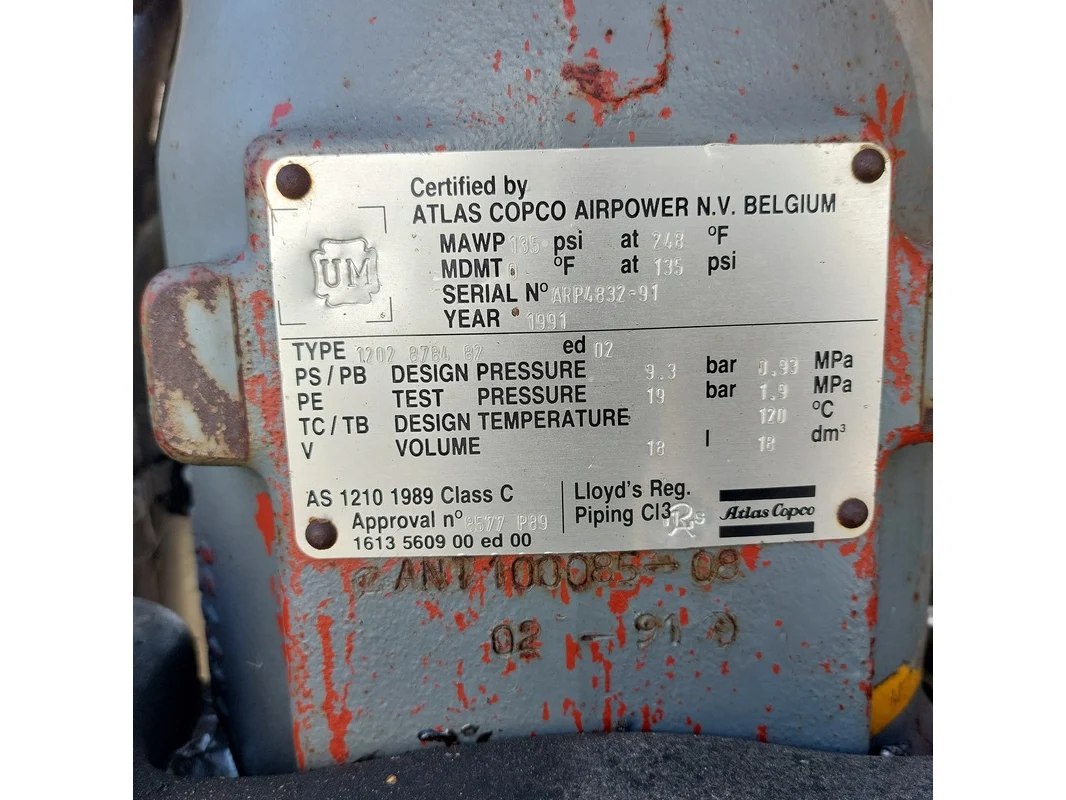 Certified by
ATLAS COPCO AIRPOWER N.V. BELGIUM
UM
MAWP 135 psi at 248 °F
MDMT 0 °F at 135 psi
SERIAL N° ARP4832-91
YEAR 1991
TYPE 1202 8784 82 ed 02
PS / PB DESIGN PRESSURE 9.3 bar 0.93 MPa
PE TEST PRESSURE 19 bar 1.9 MPa
TC / TB DESIGN TEMPERATURE 120 °C
V VOLUME 18 l 18 dm³
AS 1210 1989 Class C
Approval n° P89
1613 5609 00 ed 00
Lloyd's Reg.
Piping Cl3
Atlas Copco
ANT100085-08
02 - 91